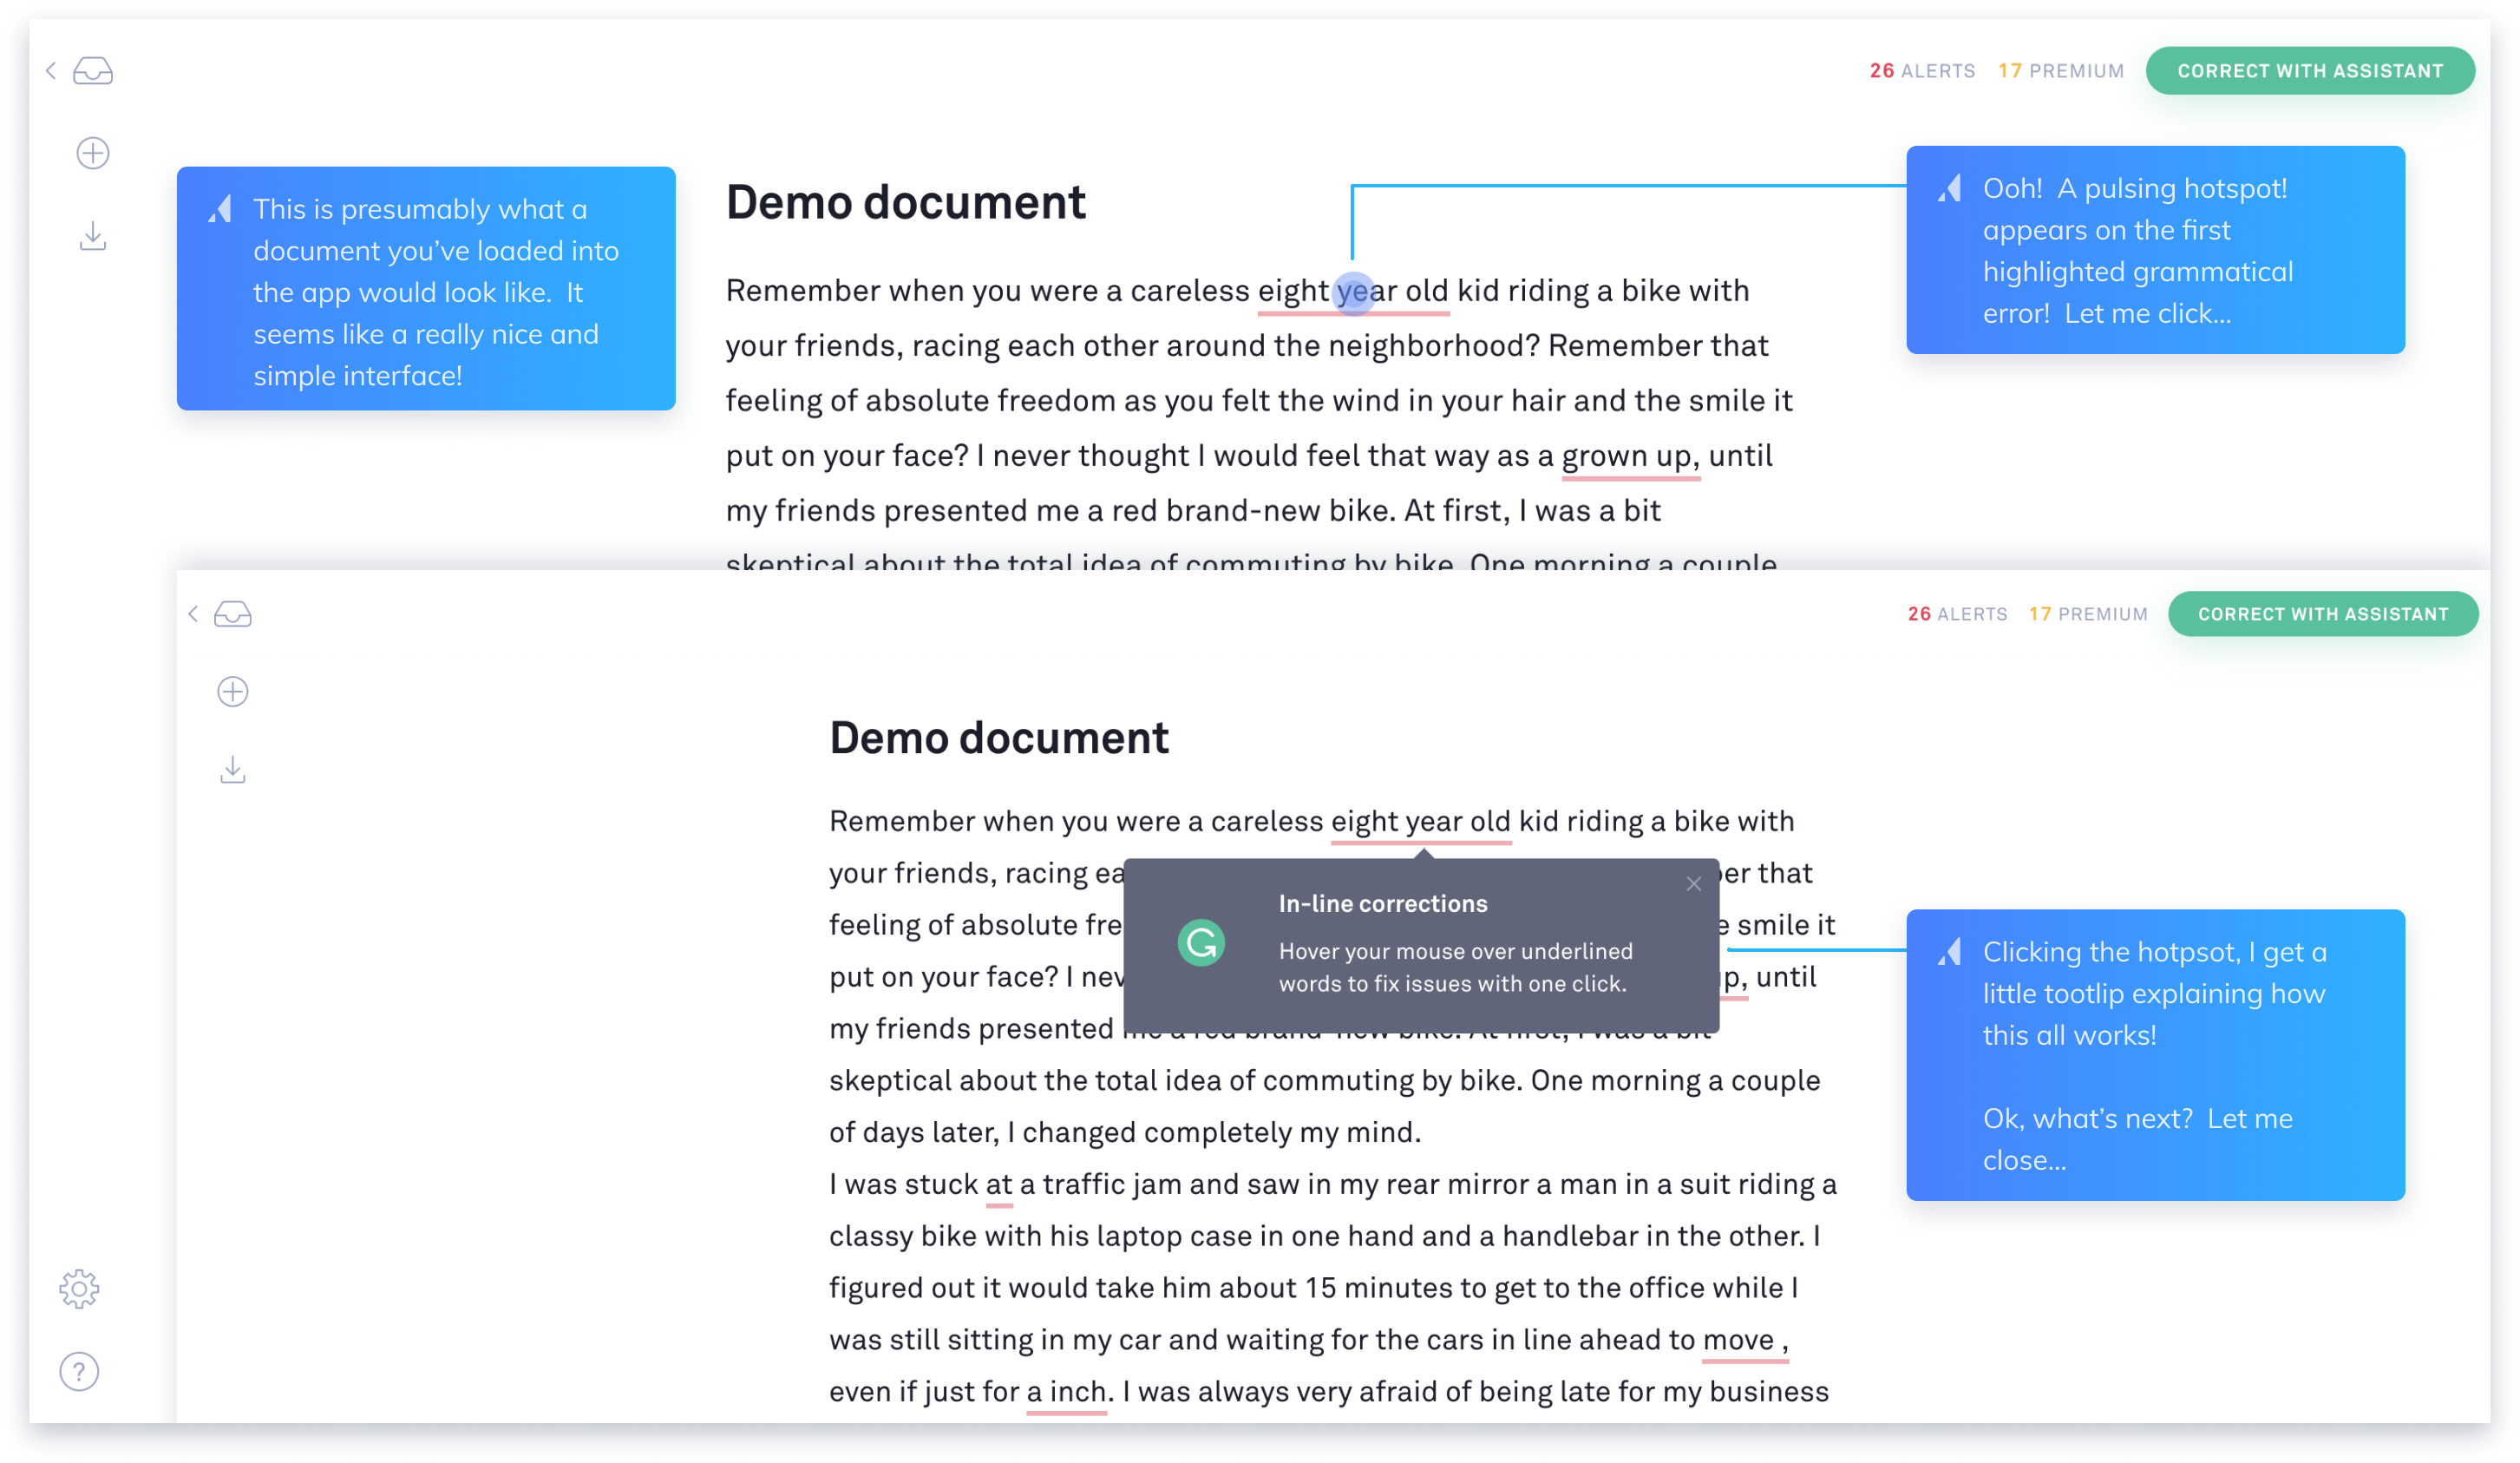 26 ALERTS 17 PREMIUM CORRECT WITH ASSISTANT
This is presumably what a
document you’ve loaded into
the app would look like.  It
seems like a really nice and
simple interface!
Ooh!  A pulsing hotspot!
appears on the first
highlighted grammatical
error!  Let me click...
Demo document
Remember when you were a careless eight year old kid riding a bike with
your friends, racing each other around the neighborhood? Remember that
feeling of absolute freedom as you felt the wind in your hair and the smile it
put on your face? I never thought I would feel that way as a grown up, until
my friends presented me a red brand-new bike. At first, I was a bit
skeptical about the total idea of commuting by bike. One morning a couple
26 ALERTS 17 PREMIUM CORRECT WITH ASSISTANT
Demo document
Remember when you were a careless eight year old kid riding a bike with
your friends, racing ea er that
feeling of absolute fre e smile it
put on your face? I nev p, until
my friends presented me a red brand-new bike. At first, I was a bit
skeptical about the total idea of commuting by bike. One morning a couple
of days later, I changed completely my mind.
I was stuck at a traffic jam and saw in my rear mirror a man in a suit riding a
classy bike with his laptop case in one hand and a handlebar in the other. I
figured out it would take him about 15 minutes to get to the office while I
was still sitting in my car and waiting for the cars in line ahead to move ,
even if just for a inch. I was always very afraid of being late for my business
In-line corrections
Hover your mouse over underlined
words to fix issues with one click.
Clicking the hotpsot, I get a
little tootlip explaining how
this all works!
Ok, what’s next?  Let me
close...
?